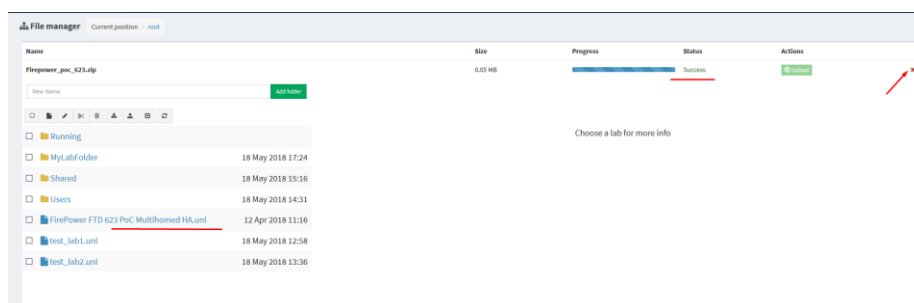 File manager Current position / root
Name Size Progress Status Actions
Firepower_poc_623.zip 0.05 MB Success Upload x
New Name Add folder
Running
MyLabFolder 18 May 2018 17:24
Choose a lab for more info
Shared 18 May 2018 15:16
Users 18 May 2018 14:31
FirePower FTD 623 PoC Multihomed HA.unl 12 Apr 2018 11:16
test_lab1.unl 18 May 2018 12:58
test_lab2.unl 18 May 2018 13:36